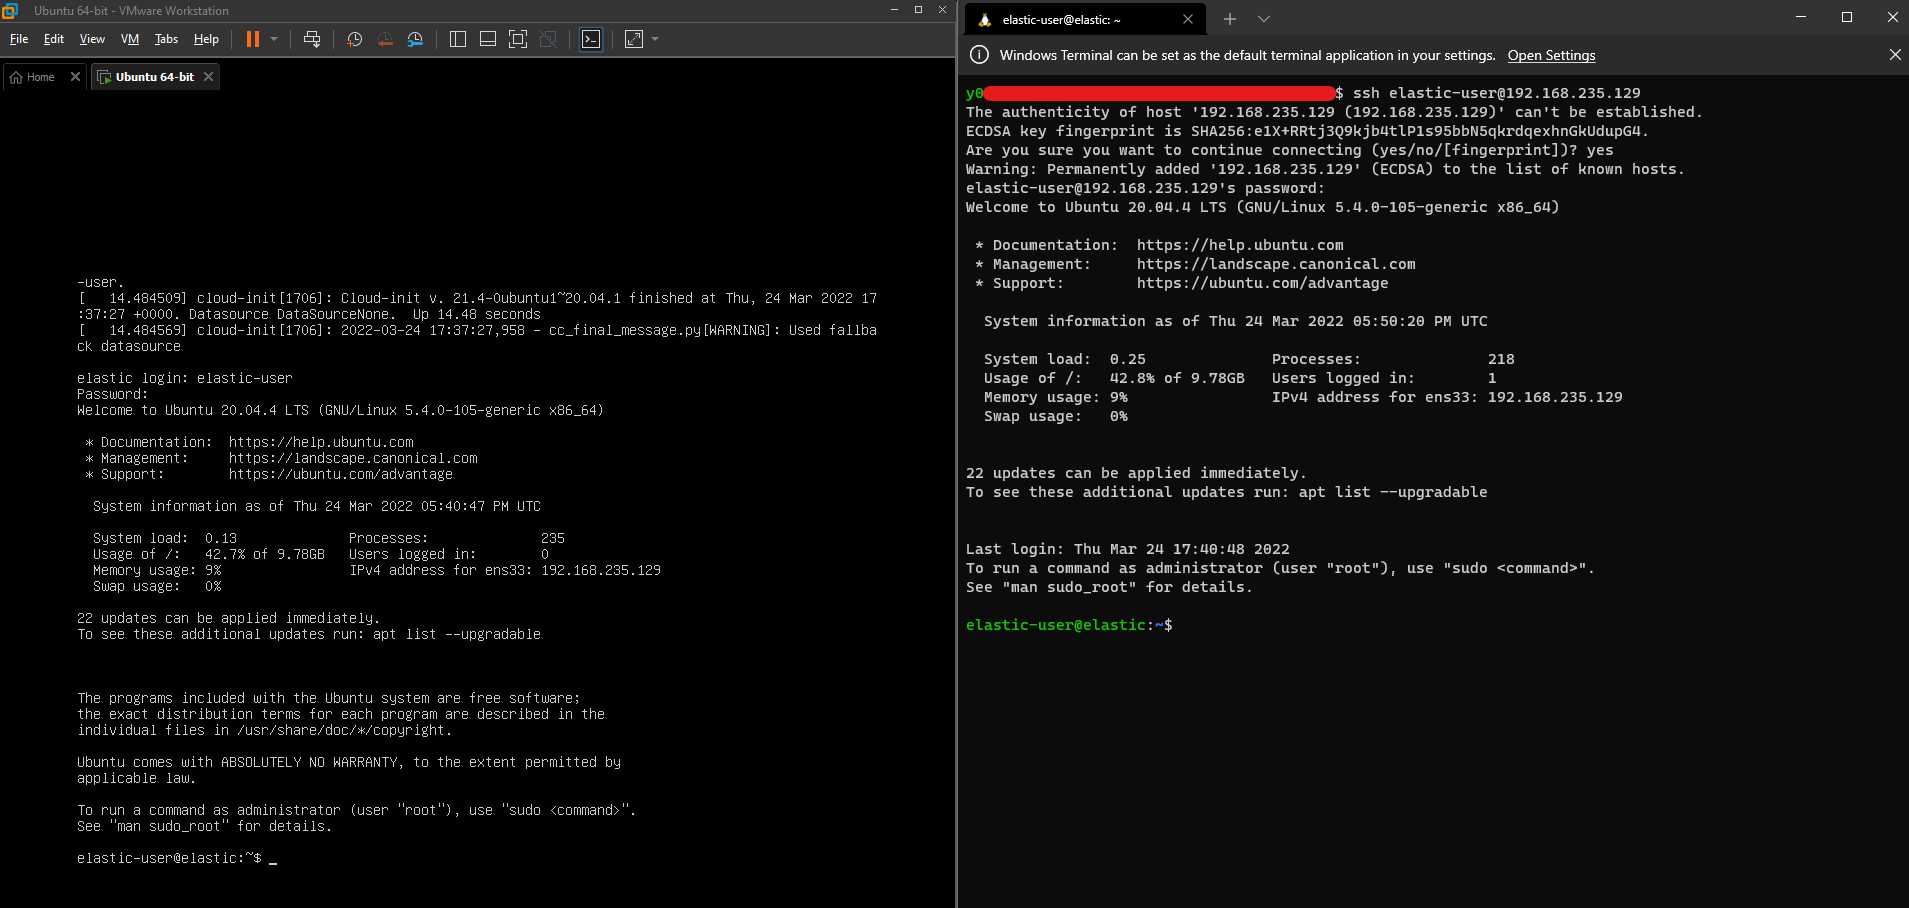 Ubuntu 64-bit - VMware Workstation
File Edit View VM Tabs Help
Home Ubuntu 64-bit
-user.
[   14.484509] cloud-init[1706]: Cloud-init v. 21.4-0ubuntu1~20.04.1 finished at Thu, 24 Mar 2022 17
:37:27 +0000. Datasource DataSourceNone.  Up 14.48 seconds
[   14.484569] cloud-init[1706]: 2022-03-24 17:37:27,958 - cc_final_message.py[WARNING]: Used fallba
ck datasource
elastic login: elastic-user
Password:
Welcome to Ubuntu 20.04.4 LTS (GNU/Linux 5.4.0-105-generic x86_64)
 * Documentation:  https://help.ubuntu.com
 * Management:     https://landscape.canonical.com
 * Support:        https://ubuntu.com/advantage
  System information as of Thu 24 Mar 2022 05:40:47 PM UTC
  System load:  0.13              Processes:              235
  Usage of /:   42.7% of 9.78GB   Users logged in:        0
  Memory usage: 9%                IPv4 address for ens33: 192.168.235.129
  Swap usage:   0%
22 updates can be applied immediately.
To see these additional updates run: apt list --upgradable
The programs included with the Ubuntu system are free software;
the exact distribution terms for each program are described in the
individual files in /usr/share/doc/*/copyright.
Ubuntu comes with ABSOLUTELY NO WARRANTY, to the extent permitted by
applicable law.
To run a command as administrator (user "root"), use "sudo <command>".
See "man sudo_root" for details.
elastic-user@elastic:~$ _
elastic-user@elastic: ~
Windows Terminal can be set as the default terminal application in your settings. Open Settings
y0$ ssh elastic-user@192.168.235.129
The authenticity of host '192.168.235.129 (192.168.235.129)' can't be established.
ECDSA key fingerprint is SHA256:e1X+RRtj3Q9kjb4tlP1s95bbN5qkrdqexhnGkUdupG4.
Are you sure you want to continue connecting (yes/no/[fingerprint])? yes
Warning: Permanently added '192.168.235.129' (ECDSA) to the list of known hosts.
elastic-user@192.168.235.129's password:
Welcome to Ubuntu 20.04.4 LTS (GNU/Linux 5.4.0-105-generic x86_64)
 * Documentation:  https://help.ubuntu.com
 * Management:     https://landscape.canonical.com
 * Support:        https://ubuntu.com/advantage
  System information as of Thu 24 Mar 2022 05:50:20 PM UTC
  System load:  0.25              Processes:              218
  Usage of /:   42.8% of 9.78GB   Users logged in:        1
  Memory usage: 9%                IPv4 address for ens33: 192.168.235.129
  Swap usage:   0%
22 updates can be applied immediately.
To see these additional updates run: apt list --upgradable
Last login: Thu Mar 24 17:40:48 2022
To run a command as administrator (user "root"), use "sudo <command>".
See "man sudo_root" for details.
elastic-user@elastic:~$